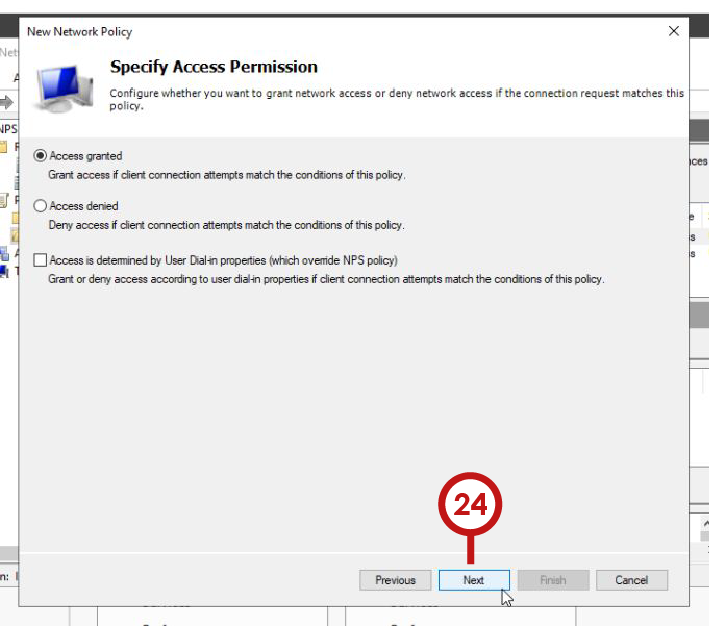 New Network Policy
Specify Access Permission
Configure whether you want to grant network access or deny network access if the connection request matches this
policy.
NPS
Access granted
Grant access if client connection attempts match the conditions of this policy.
Access denied
Deny access if client connection attempts match the conditions of this policy.
Access is determined by User Dial-in properties (which override NPS policy)
Grant or deny access according to user dial-in properties if client connection attempts match the conditions of this policy.
24
Previous
Next
Finish
Cancel